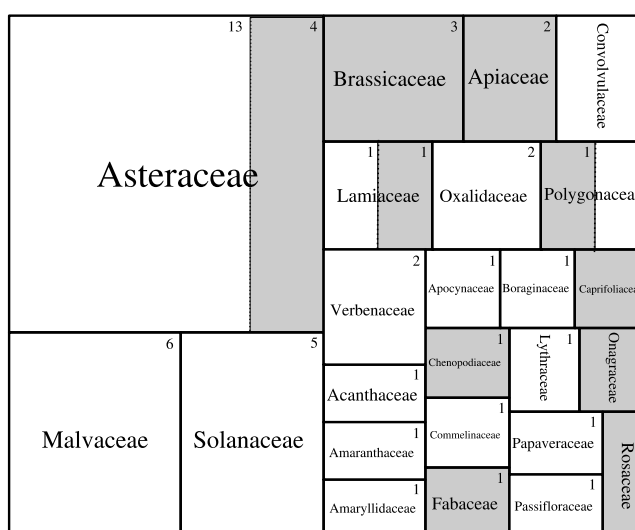 13 4 3 2
Brassicaceae Apiaceae Convolvulaceae
Asteraceae
1 1 2 1
Lamiaceae Oxalidaceae Polygonacea
2 1 1
Verbenaceae Apocynaceae Boraginaceae Caprifoliacea
6 5 1 1
Chenopodiaceae Lythraceae Onagraceae
1
Acanthaceae
1
Commelinaceae
Malvaceae Solanaceae
1
Amaranthaceae Papaveraceae
1
Rosaceae
1 1 1
Amaryllidaceae Fabaceae Passifloraceae